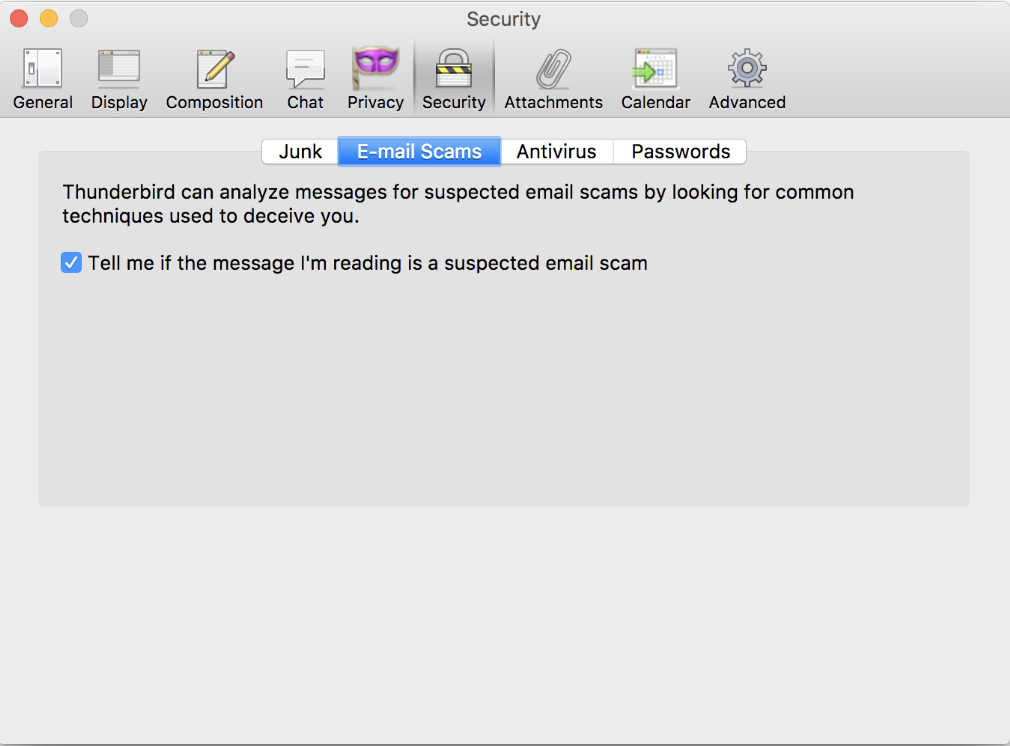 Security
General Display Composition Chat Privacy Security Attachments Calendar Advanced
Junk E-mail Scams Antivirus Passwords
Thunderbird can analyze messages for suspected email scams by looking for common
techniques used to deceive you.
Tell me if the message I'm reading is a suspected email scam